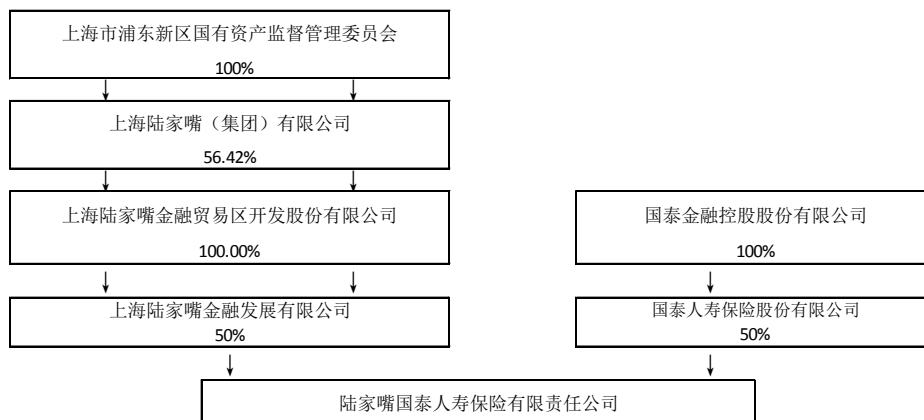 上海市浦东新区国有资产监督管理委员会
100%
上海陆家嘴（集团）有限公司
56.42%
上海陆家嘴金融贸易区开发股份有限公司
100.00%
国泰金融控股股份有限公司
100%
上海陆家嘴金融发展有限公司
50%
国泰人寿保险股份有限公司
50%
陆家嘴国泰人寿保险有限责任公司